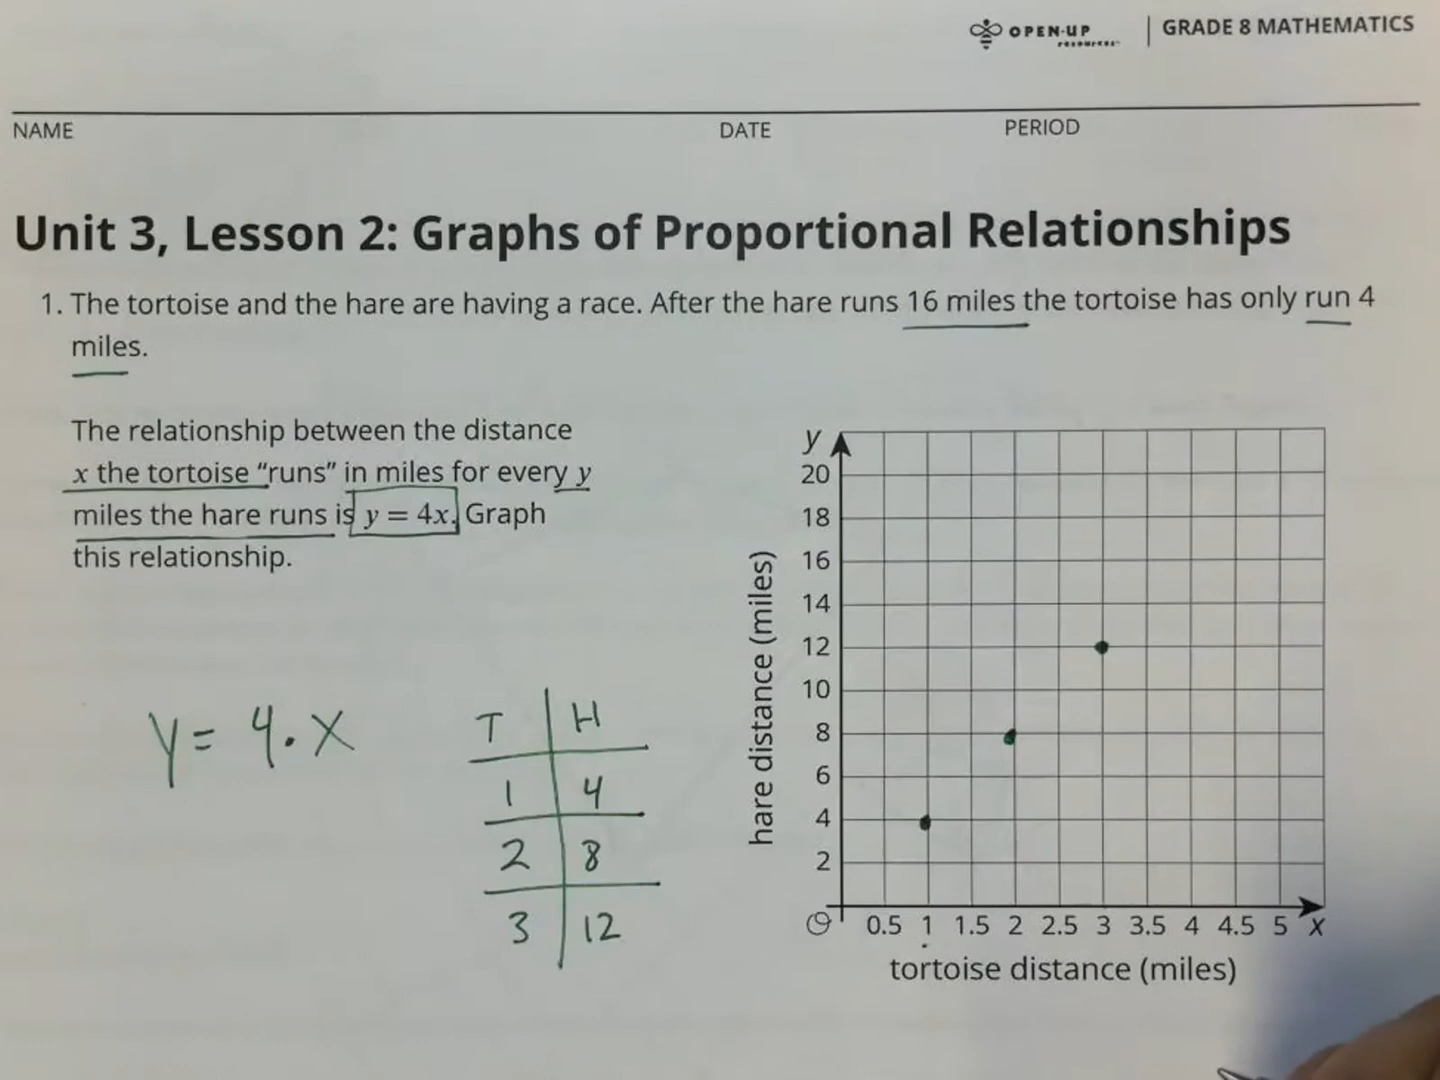 OPEN-UP
resources
GRADE 8 MATHEMATICS
NAME
DATE
PERIOD
Unit 3, Lesson 2: Graphs of Proportional Relationships
1. The tortoise and the hare are having a race. After the hare runs 16 miles the tortoise has only run 4
miles.
The relationship between the distance
x the tortoise “runs” in miles for every y
miles the hare runs is y = 4x. Graph
this relationship.
y = 4 · x
T H
1 4
2 8
3 12
y
20
18
16
14
12
10
8
6
4
2
O 0.5 1 1.5 2 2.5 3 3.5 4 4.5 5 x
hare distance (miles)
tortoise distance (miles)